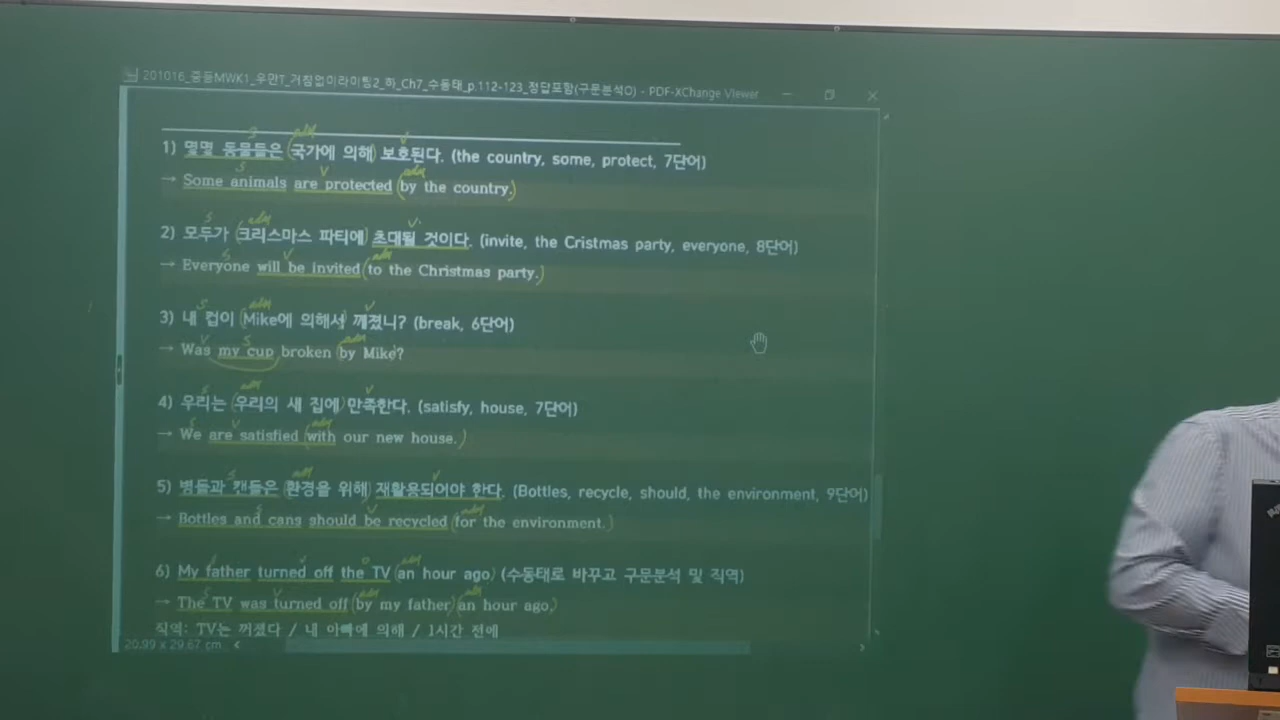 201016_중등MWK1_우만T_거침없이라이팅2_하_Ch7_수동태_p.112-123_정답포함(구문분석O) - PDF-XChange Viewer
1) 몇몇 동물들은 (국가에 의해) 보호된다. (the country, some, protect, 7단어)
→ Some animals are protected (by the country.)
2) 모두가 (크리스마스 파티에) 초대될 것이다. (invite, the Cristmas party, everyone, 8단어)
→ Everyone will be invited (to the Christmas party.)
3) 내 컵이 (Mike에 의해서) 깨졌니? (break, 6단어)
→ Was my cup broken (by Mike)?
4) 우리는 (우리의 새 집에) 만족한다. (satisfy, house, 7단어)
→ We are satisfied (with our new house.)
5) 병들과 캔들은 (환경을 위해) 재활용되어야 한다. (Bottles, recycle, should, the environment, 9단어)
→ Bottles and cans should be recycled (for the environment.)
6) My father turned off the TV (an hour ago) (수동태로 바꾸고 구문분석 및 직역)
→ The TV was turned off (by my father) (an hour ago.)
직역: TV는 꺼졌다 / 내 아빠에 의해 / 1시간 전에
20.99 x 29.67 cm